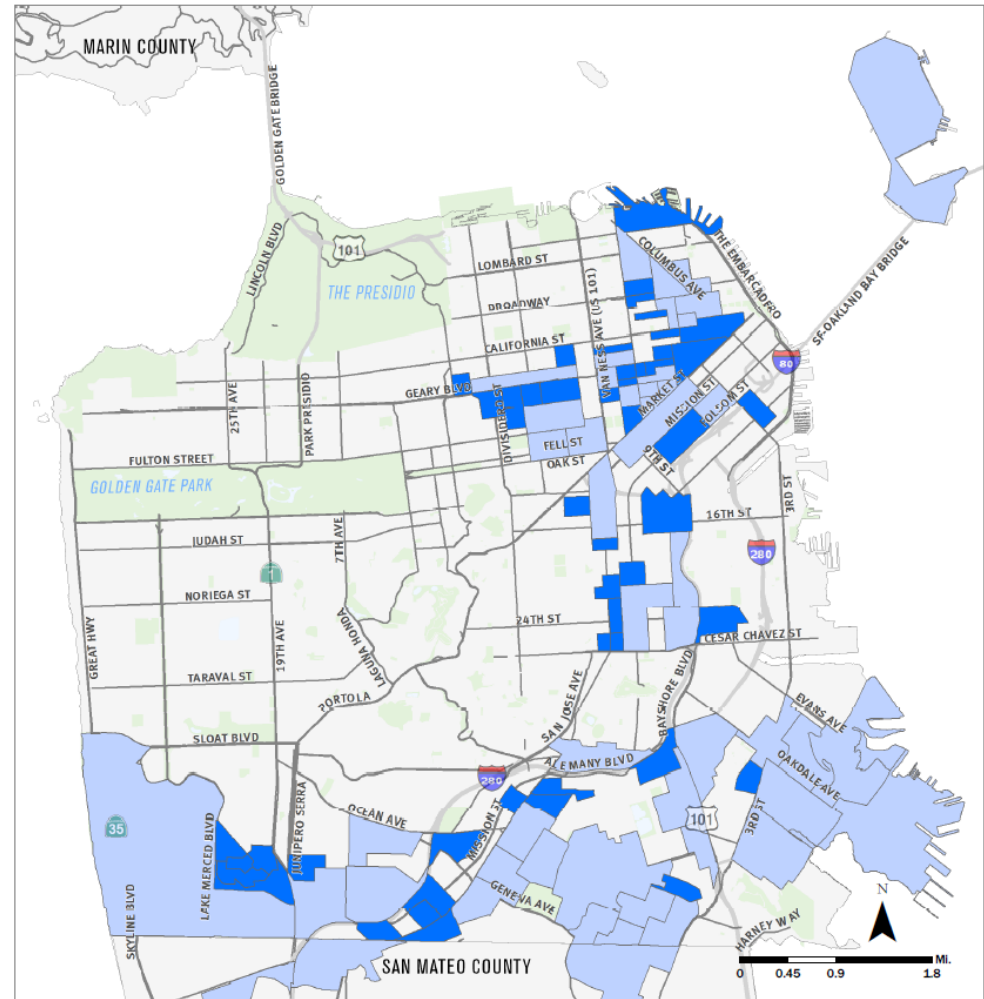 MARIN COUNTY
GOLDEN GATE BRIDGE
LINCOLN BLVD
101
THE PRESIDIO
LOMBARD ST
BROADWAY
CALIFORNIA ST
GEARY BLVD
COLUMBUS AVE
THE EMBARCADERO
VAN NESS AVE (US 101)
SF-OAKLAND BAY BRIDGE
80
MARKET ST
MISSION ST
FOLSOM ST
25TH AVE
PARK PRESIDIO
DIVISADERO ST
FELL ST
OAK ST
9TH ST
FULTON STREET
GOLDEN GATE PARK
JUDAH ST
7TH AVE
16TH ST
3RD ST
280
1
NORIEGA ST
24TH ST
CESAR CHAVEZ ST
GREAT HWY
19TH AVE
LAGUNA HONDA
TARAVAL ST
PORTOLA
SAN JOSE AVE
BAYSHORE BLVD
EVANS AVE
SLOAT BLVD
ALEMANY BLVD
280
OAKDALE AVE
JUNIPERO SERRA
OCEAN AVE
MISSION ST
101
3RD ST
35
LAKE MERCED BLVD
SKYLINE BLVD
GENEVA AVE
HARNEY WAY
N
SAN MATEO COUNTY
Mi.
0 0.45 0.9 1.8